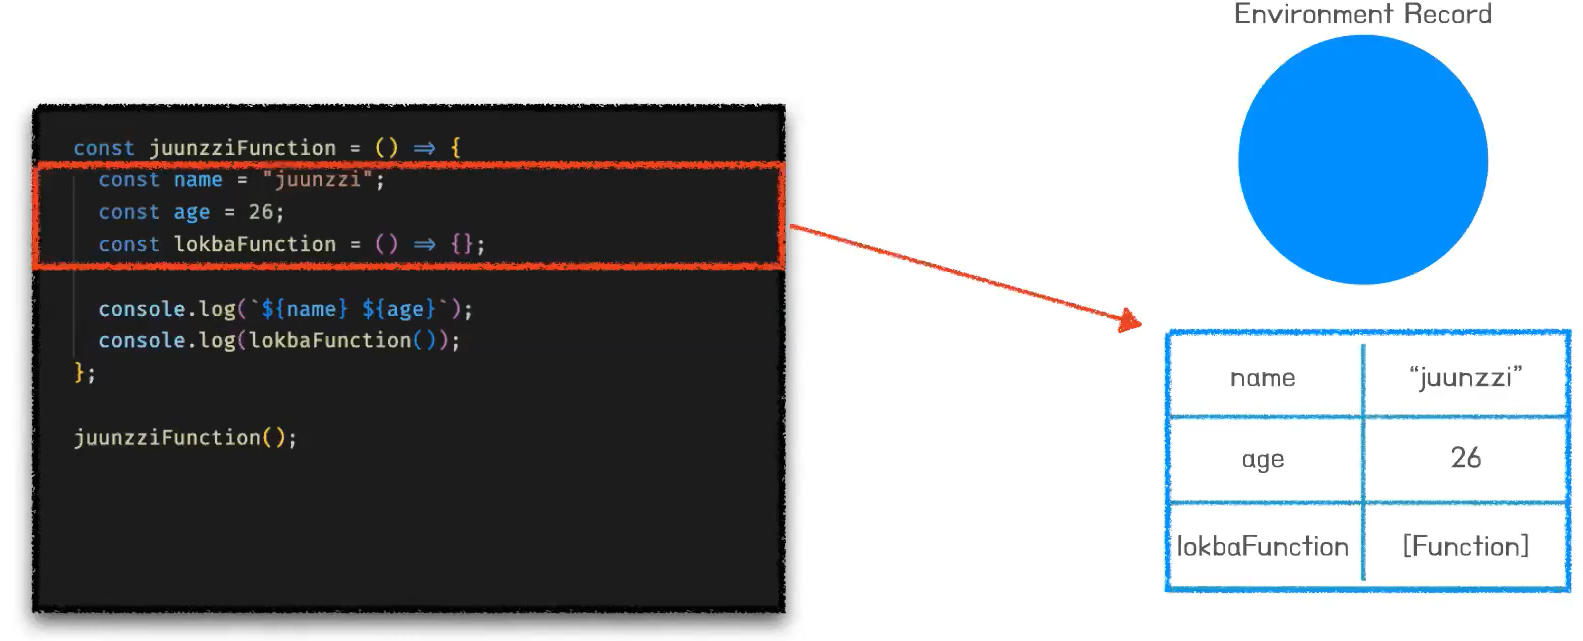 Environment Record
const juunzziFunction = () => {
const name = "juunzzi";
const age = 26;
const lokbaFunction = () => {};
console.log(`${name} ${age}`);
console.log(lokbaFunction());
};
juunzziFunction();
name “juunzzi”
age 26
lokbaFunction [Function]